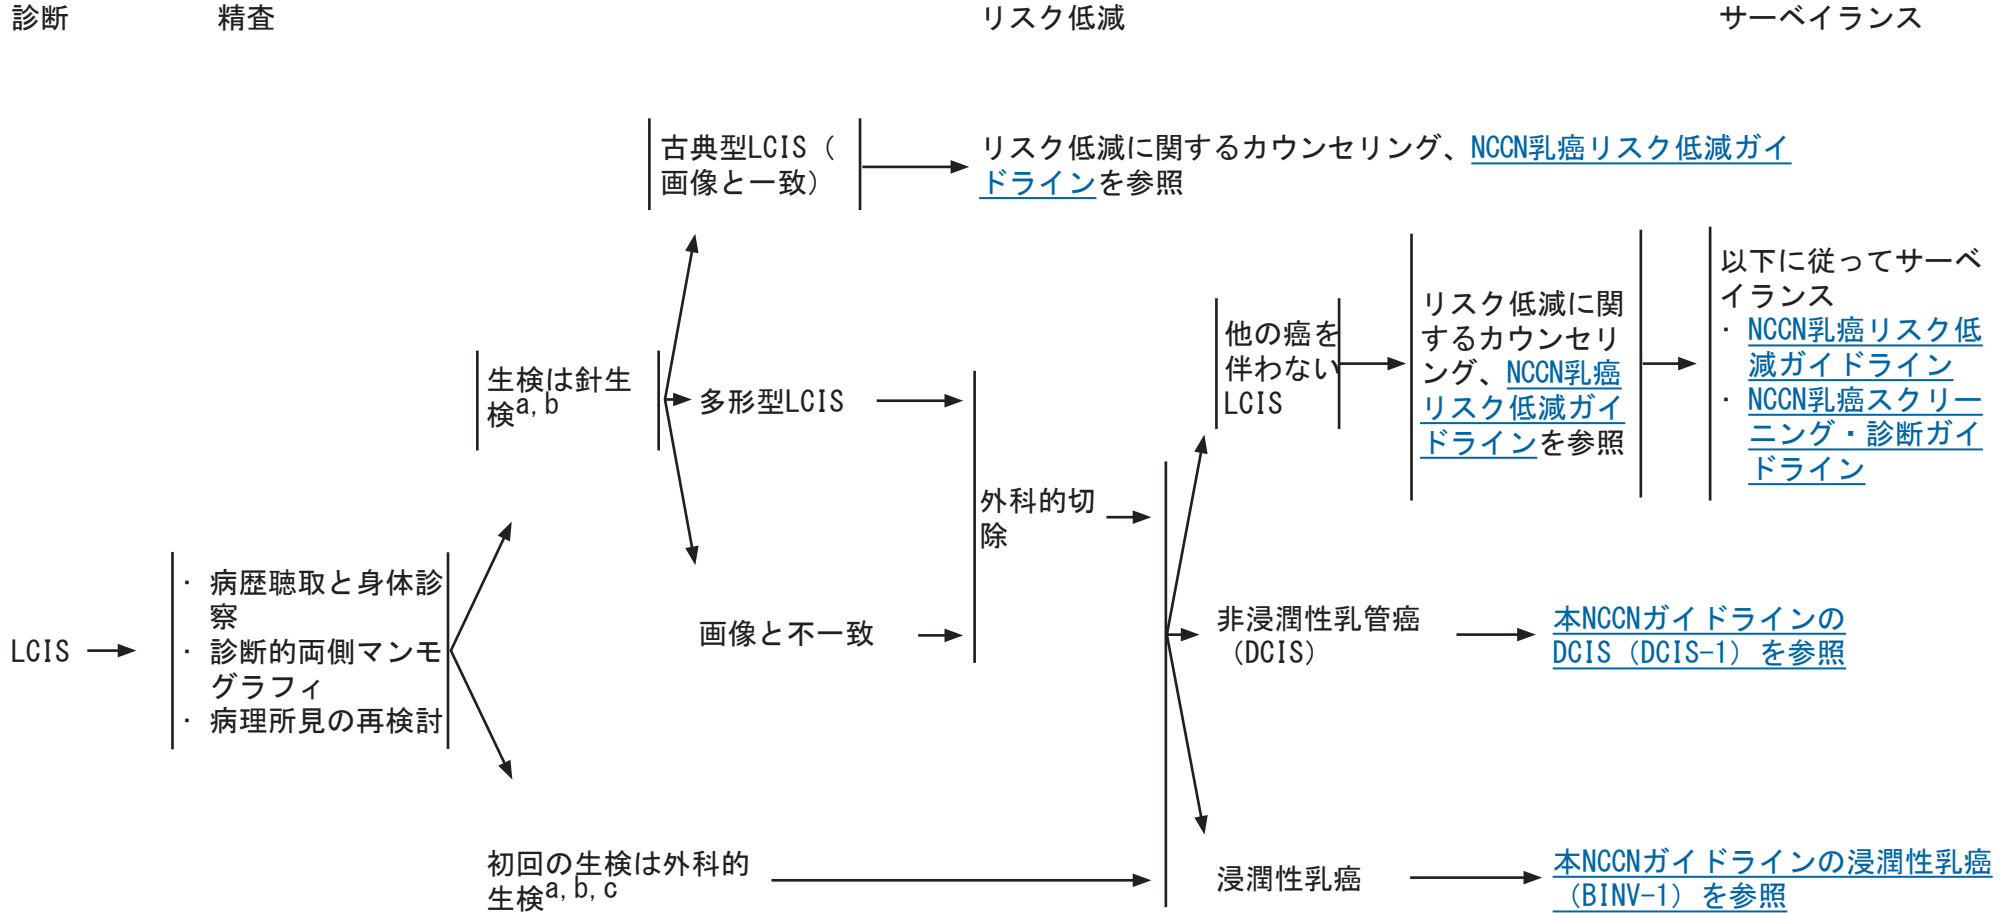 診断
精査
リスク低減
サーベイランス
古典型LCIS（
画像と一致）
リスク低減に関するカウンセリング、NCCN乳癌リスク低減ガイ
ドラインを参照
生検は針生
検a,b
多形型LCIS
画像と不一致
外科的切
除
他の癌を
伴わない
LCIS
リスク低減に関
するカウンセリ
ング、NCCN乳癌
リスク低減ガイ
ドラインを参照
以下に従ってサーベ
イランス
· NCCN乳癌リスク低
減ガイドライン
· NCCN乳癌スクリー
ニング・診断ガイ
ドライン
LCIS
· 病歴聴取と身体診
察
· 診断的両側マンモ
グラフィ
· 病理所見の再検討
非浸潤性乳管癌
（DCIS）
本NCCNガイドラインの
DCIS（DCIS-1）を参照
初回の生検は外科的
生検a,b,c
浸潤性乳癌
本NCCNガイドラインの浸潤性乳癌
（BINV-1）を参照